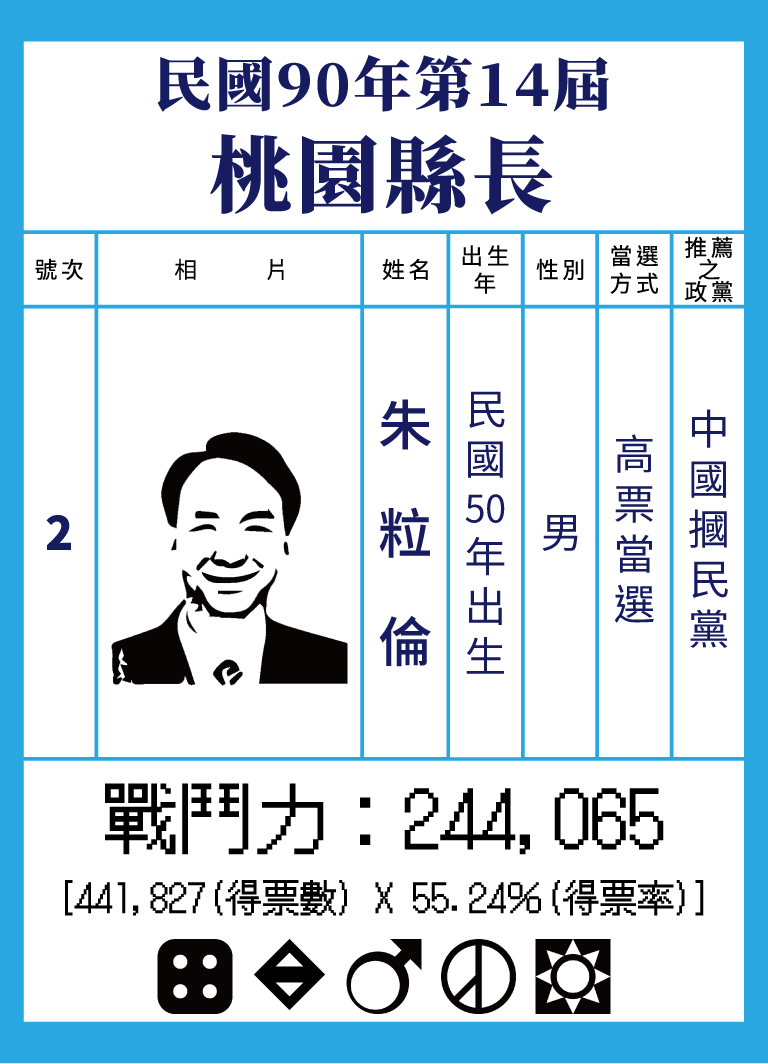 民國90年第14屆
桃園縣長
號次
相片
姓名
出生年
性別
當選方式
推薦之政黨
2
朱粒倫
民國50年出生
男
高票當選
中國摑民黨
戰鬥力：244,065
[441,827(得票數) X 55.24%(得票率)]